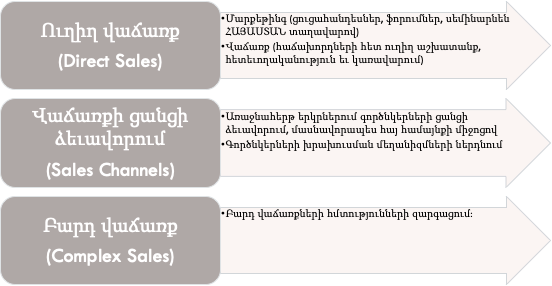 Ուղիղ վաճառք
(Direct Sales)
•Մարքեթինգ (ցուցահանդեսներ, ֆորումներ, սեմինարներ
ՀԱՅԱՍՏԱՆ տաղավարով)
•Վաճառք (հաճախորդների հետ ուղիղ աշխատանք,
հետեւողականություն եւ կառավարում)
Վաճառքի ցանցի
ձեւավորում
(Sales Channels)
•Առաջնահերթ երկրներում գործընկերների ցանցի
ձեւավորում, մասնավորապես հայ համայնքի միջոցով
•Գործընկերների խրախուսման մեխանիզմների ներդնում
Բարդ վաճառք
(Complex Sales)
•Բարդ վաճառքների հմտությունների զարգացում: